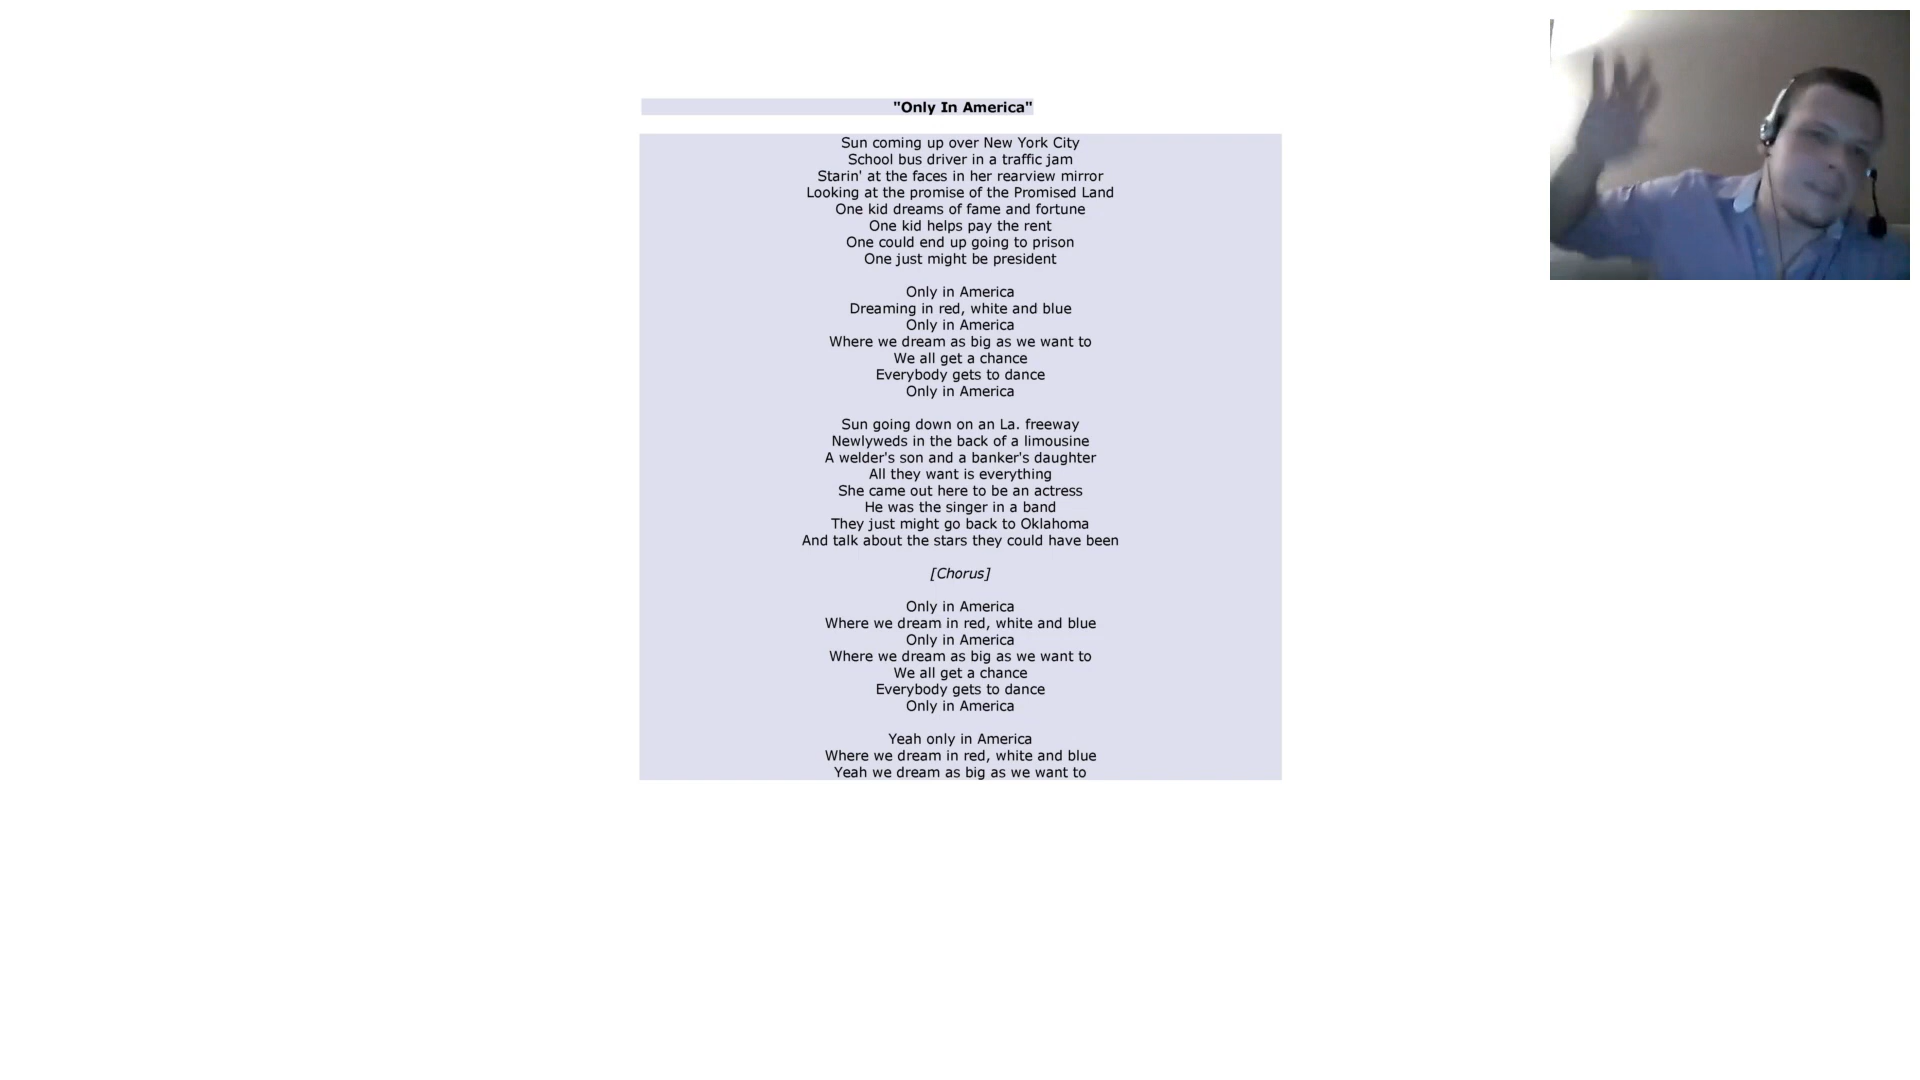 "Only In America"
Sun coming up over New York City
School bus driver in a traffic jam
Starin' at the faces in her rearview mirror
Looking at the promise of the Promised Land
One kid dreams of fame and fortune
One kid helps pay the rent
One could end up going to prison
One just might be president
Only in America
Dreaming in red, white and blue
Only in America
Where we dream as big as we want to
We all get a chance
Everybody gets to dance
Only in America
Sun going down on an La. freeway
Newlyweds in the back of a limousine
A welder's son and a banker's daughter
All they want is everything
She came out here to be an actress
He was the singer in a band
They just might go back to Oklahoma
And talk about the stars they could have been
[Chorus]
Only in America
Where we dream in red, white and blue
Only in America
Where we dream as big as we want to
We all get a chance
Everybody gets to dance
Only in America
Yeah only in America
Where we dream in red, white and blue
Yeah we dream as big as we want to